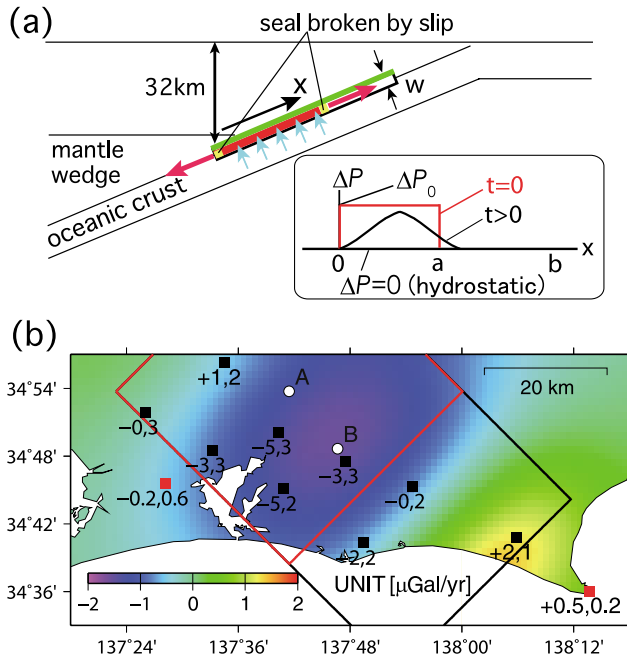 (a)
seal broken by slip
32km
X
w
mantle
wedge
oceanic crust
ΔP
ΔP0
t=0
t>0
x
0
a
b
ΔP=0 (hydrostatic)
(b)
34°54'
34°48'
34°42'
34°36'
+1,2
A
20 km
−0,3
−5,3
B
−3,3
−3,3
−0.2,0.6
−5,2
−0,2
+2,1
UNIT [μGal/yr]
+0.5,0.2
−2
−1
0
1
2
137°24'
137°36'
137°48'
138°00'
138°12'